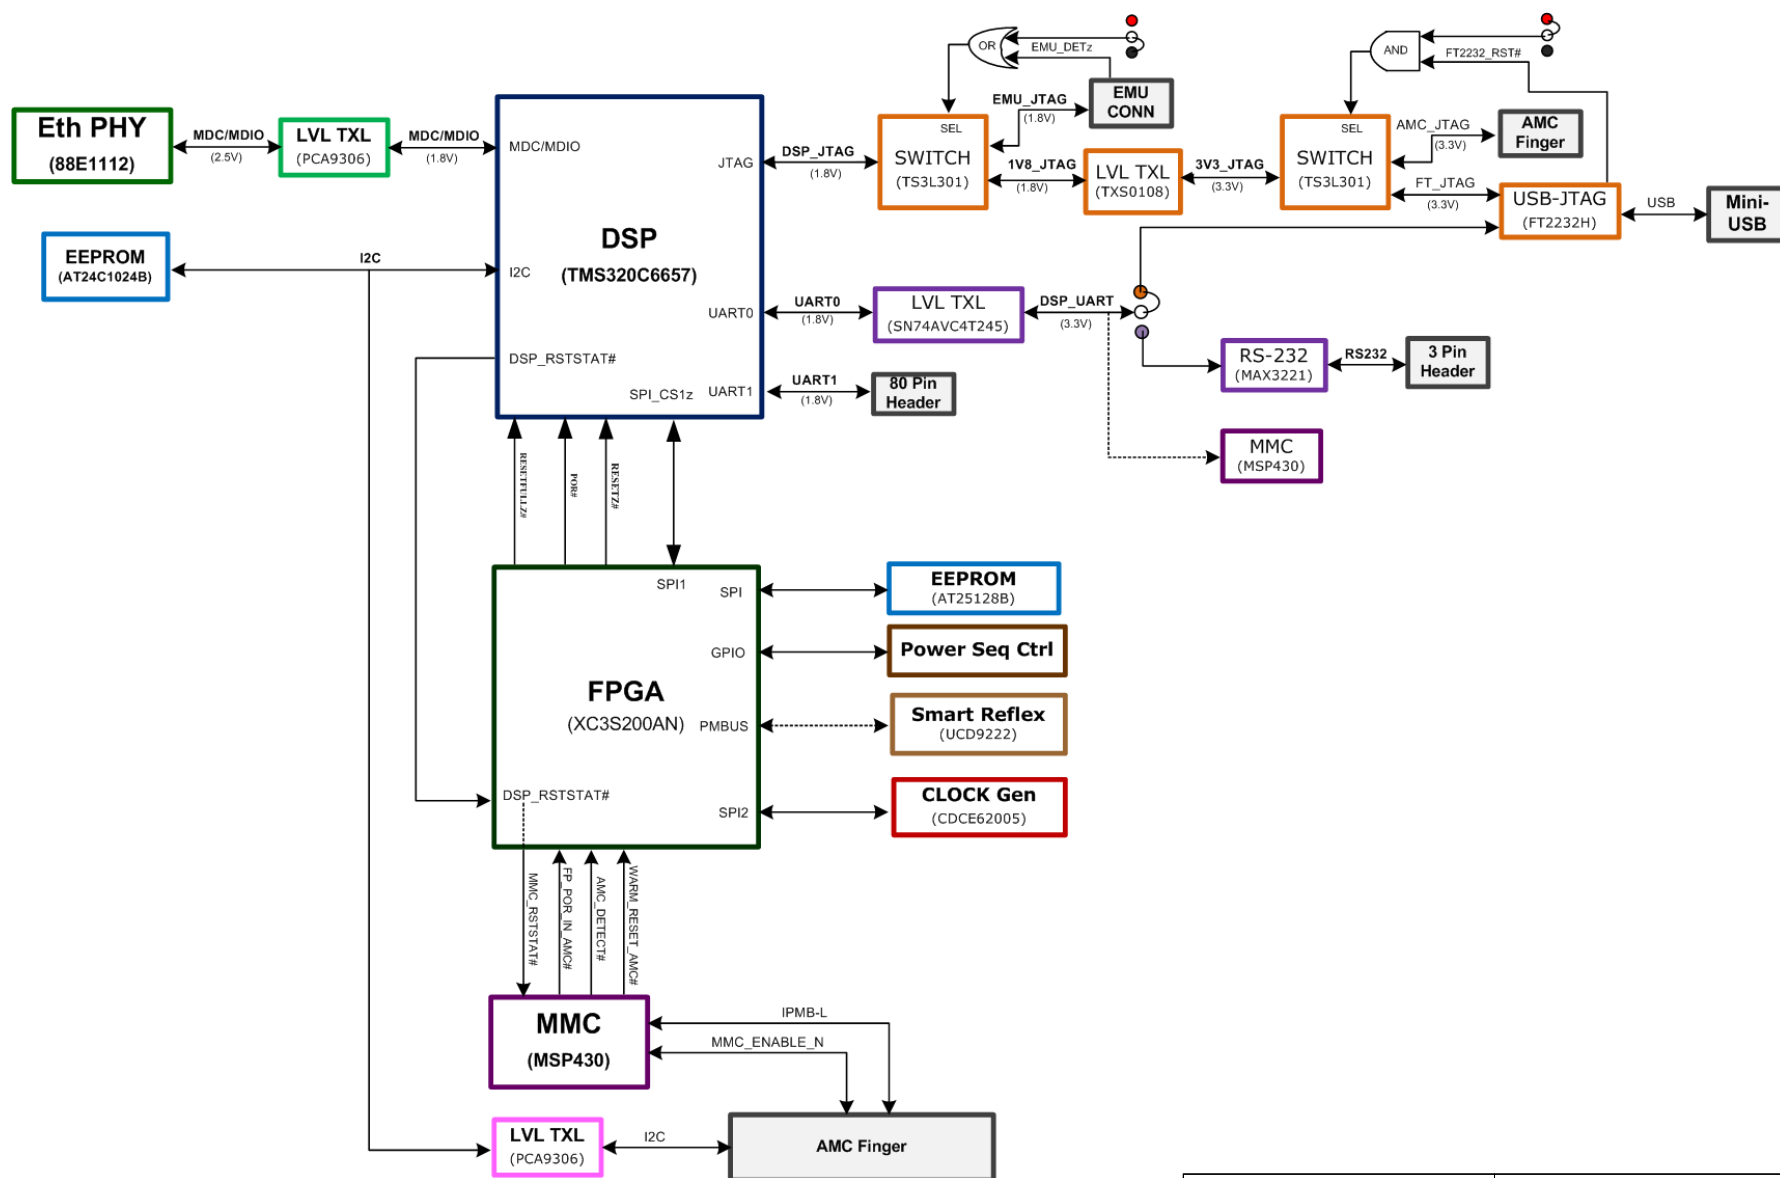 OR
EMU_DETz
AND
FT2232_RST#
Eth PHY
(88E1112)
MDC/MDIO
(2.5V)
LVL TXL
(PCA9306)
MDC/MDIO
(1.8V)
MDC/MDIO
DSP
(TMS320C6657)
JTAG
I2C
UART0
DSP_RSTSTAT#
SPI_CS1z
UART1
DSP_JTAG
(1.8V)
SEL
SWITCH
(TS3L301)
EMU_JTAG
(1.8V)
EMU
CONN
1V8_JTAG
(1.8V)
LVL TXL
(TXS0108)
3V3_JTAG
(3.3V)
SEL
SWITCH
(TS3L301)
AMC_JTAG
(3.3V)
AMC
Finger
FT_JTAG
(3.3V)
USB-JTAG
(FT2232H)
USB
Mini-
USB
EEPROM
(AT24C1024B)
I2C
UART0
(1.8V)
LVL TXL
(SN74AVC4T245)
DSP_UART
(3.3V)
RS-232
(MAX3221)
RS232
3 Pin
Header
UART1
(1.8V)
80 Pin
Header
MMC
(MSP430)
RESETFULLZ#
POR#
RESETZ#
FPGA
(XC3S200AN)
SPI1
SPI
GPIO
PMBUS
DSP_RSTSTAT#
SPI2
EEPROM
(AT25128B)
Power Seq Ctrl
Smart Reflex
(UCD9222)
CLOCK Gen
(CDCE62005)
MMC_RSTSTAT#
FP_POR_IN_AMC#
AMC_DETECT#
WARM_RESET_AMC#
MMC
(MSP430)
IPMB-L
MMC_ENABLE_N
LVL TXL
(PCA9306)
I2C
AMC Finger